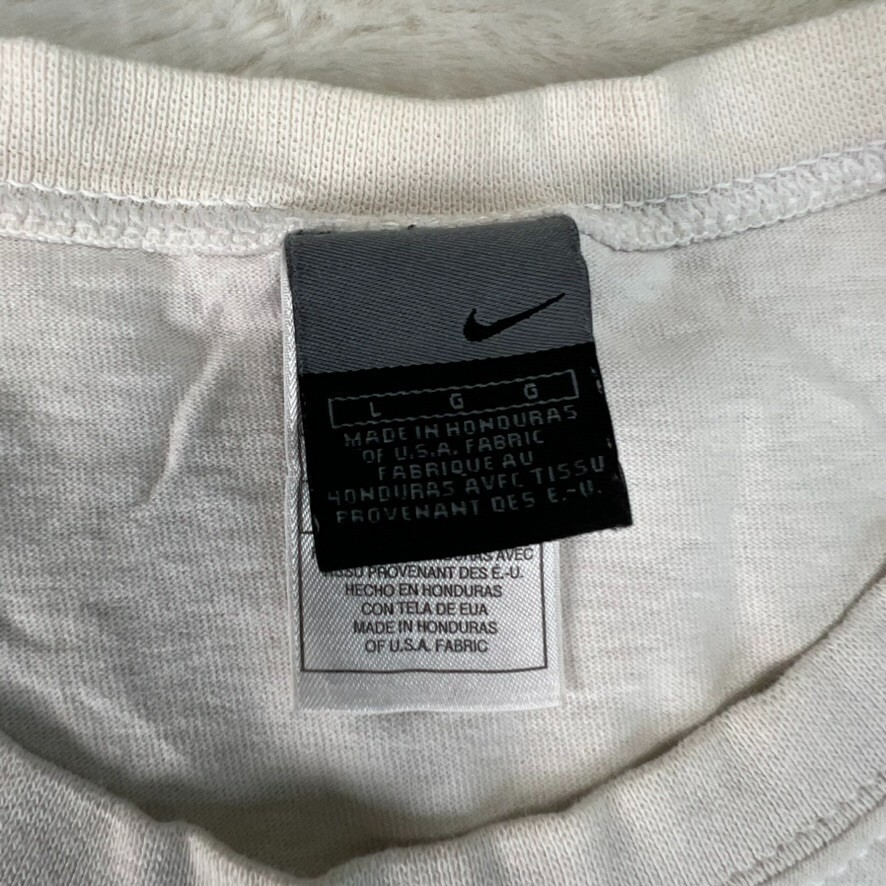 L G G
MADE IN HONDURAS
OF U.S.A. FABRIC
FABRIQUE AU
HONDURAS AVEC TISSU
PROVENANT DES E.-U.
AVEC
PROVENANT DES É.-U.
HECHO EN HONDURAS
CON TELA DE EUA
MADE IN HONDURAS
OF U.S.A. FABRIC